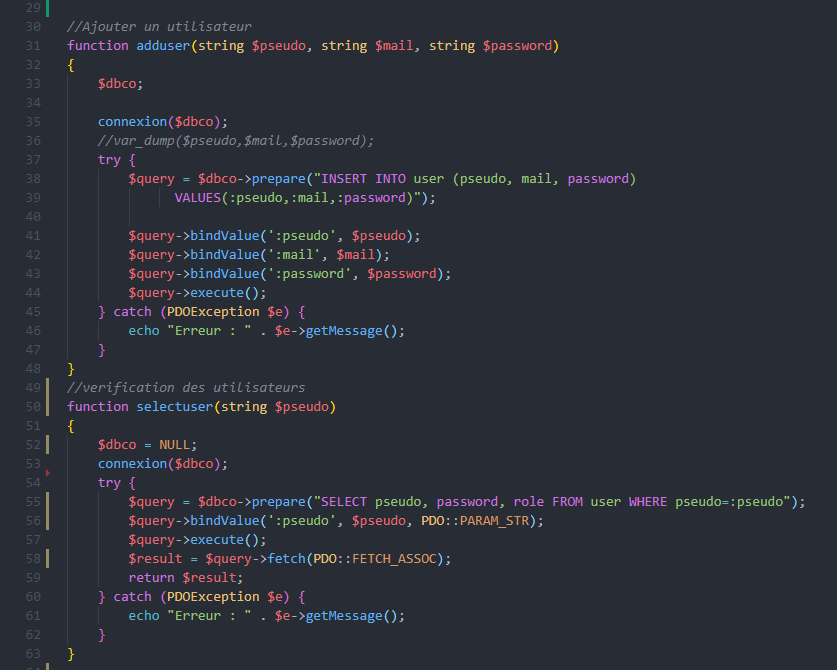 29
30 //Ajouter un utilisateur
31 function adduser(string $pseudo, string $mail, string $password)
32 {
33     $dbco;
34
35     connexion($dbco);
36     //var_dump($pseudo,$mail,$password);
37     try {
38         $query = $dbco->prepare("INSERT INTO user (pseudo, mail, password)
39               VALUES(:pseudo,:mail,:password)");
40
41         $query->bindValue(':pseudo', $pseudo);
42         $query->bindValue(':mail', $mail);
43         $query->bindValue(':password', $password);
44         $query->execute();
45     } catch (PDOException $e) {
46         echo "Erreur : " . $e->getMessage();
47     }
48 }
49 //verification des utilisateurs
50 function selectuser(string $pseudo)
51 {
52     $dbco = NULL;
53     connexion($dbco);
54     try {
55         $query = $dbco->prepare("SELECT pseudo, password, role FROM user WHERE pseudo=:pseudo");
56         $query->bindValue(':pseudo', $pseudo, PDO::PARAM_STR);
57         $query->execute();
58         $result = $query->fetch(PDO::FETCH_ASSOC);
59         return $result;
60     } catch (PDOException $e) {
61         echo "Erreur : " . $e->getMessage();
62     }
63 }